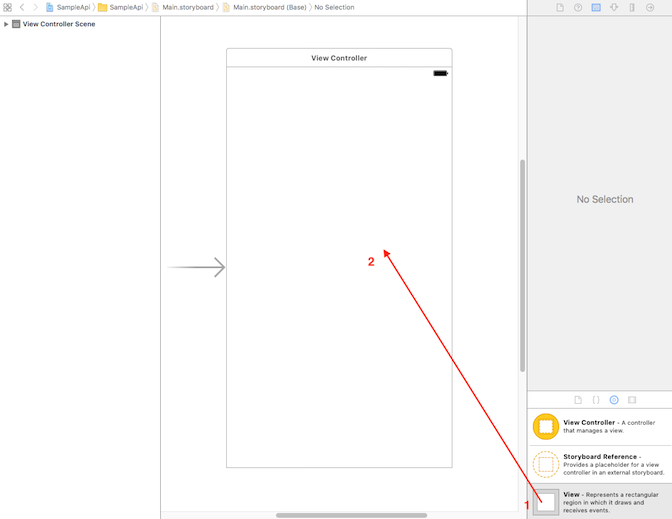 SampleApi SampleApi Main.storyboard Main.storyboard (Base) No Selection
View Controller Scene
View Controller
No Selection
2
View Controller - A controller
that manages a view.
Storyboard Reference -
Provides a placeholder for a view
controller in an external storyboard.
1
View - Represents a rectangular
region in which it draws and
receives events.